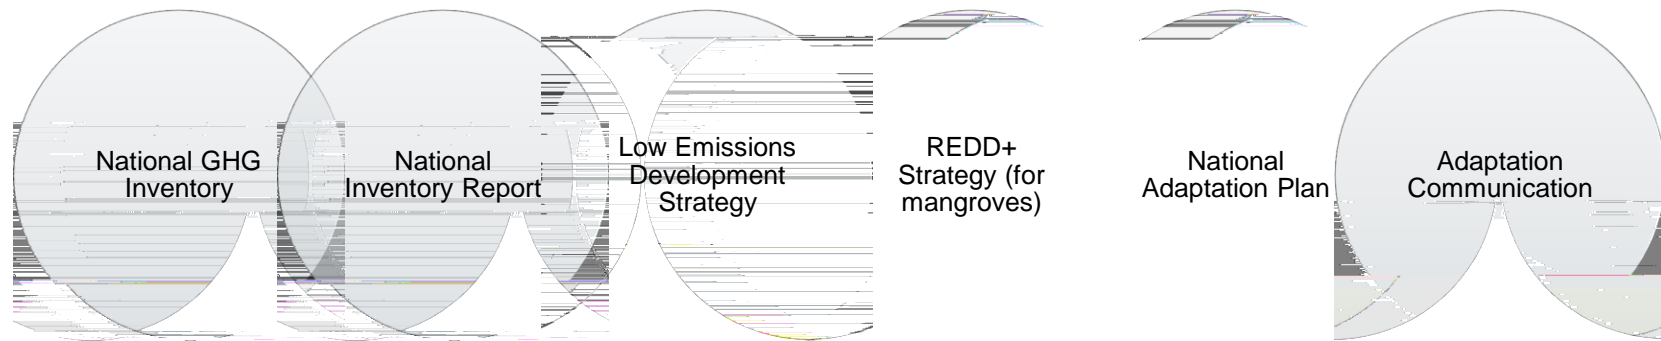 National GHG
Inventory
National
Inventory Report
Low Emissions
Development
Strategy
REDD+
Strategy (for
mangroves)
National
Adaptation Plan
Adaptation
Communication